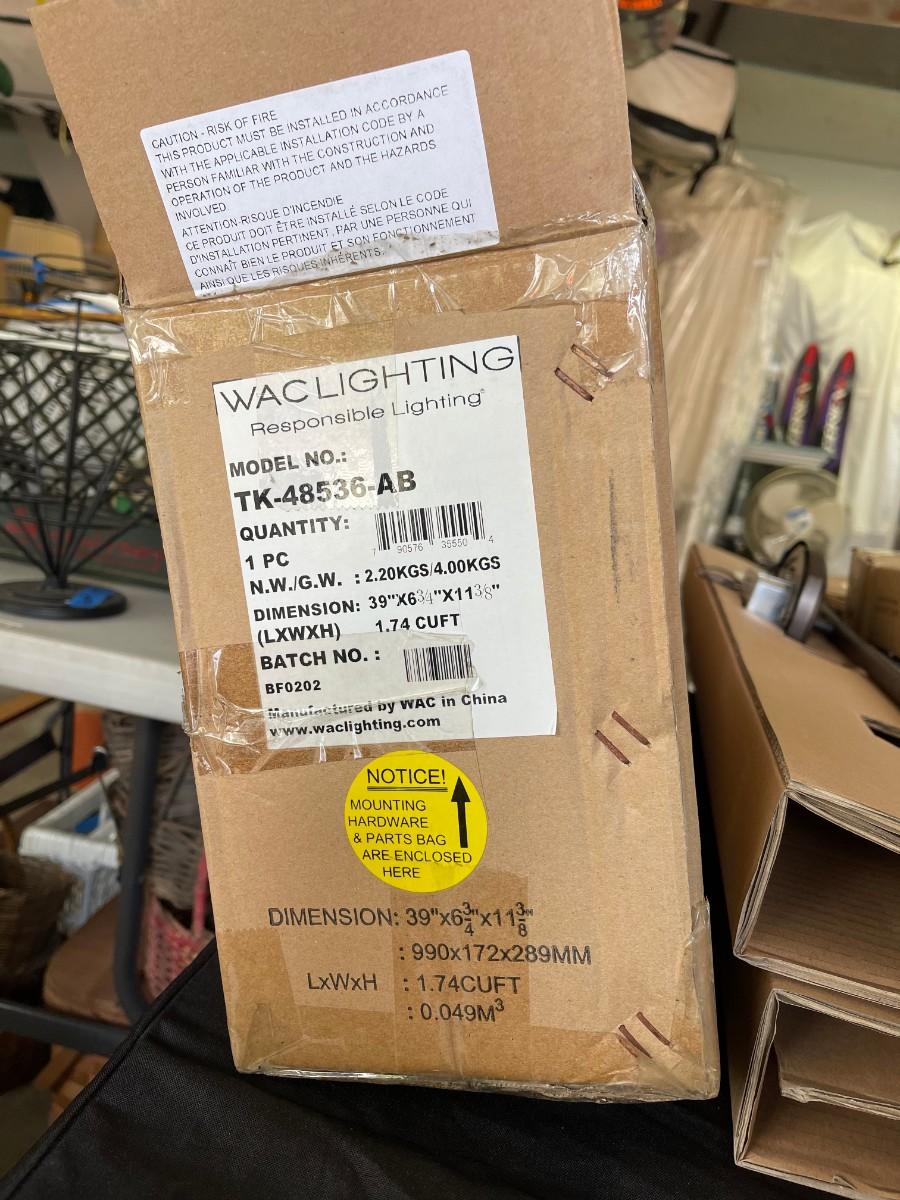 CAUTION - RISK OF FIRE
THIS PRODUCT MUST BE INSTALLED IN ACCORDANCE
WITH THE APPLICABLE INSTALLATION CODE BY A
PERSON FAMILIAR WITH THE CONSTRUCTION AND
OPERATION OF THE PRODUCT AND THE HAZARDS
INVOLVED
ATTENTION-RISQUE D'INCENDIE
CE PRODUIT DOIT ÊTRE INSTALLÉ SELON LE CODE
D'INSTALLATION PERTINENT, PAR UNE PERSONNE QUI
CONNAÎT BIEN LE PRODUIT ET SON FONCTIONNEMENT
AINSI QUE LES RISQUES INHÉRENTS.
WAC LIGHTING
Responsible Lighting®
MODEL NO.:
TK-48536-AB
QUANTITY:
1 PC
7 90576 35550 4
N.W./G.W. : 2.20KGS/4.00KGS
DIMENSION: 39"X6 3/4"X11 3/8"
(LXWXH) 1.74 CUFT
BATCH NO. :
BF0202
Manufactured by WAC in China
www.waclighting.com
NOTICE!
MOUNTING
HARDWARE
& PARTS BAG
ARE ENCLOSED
HERE
DIMENSION: 39"x6 3/4"x11 3/8"
: 990x172x289MM
LxWxH : 1.74CUFT
: 0.049M³